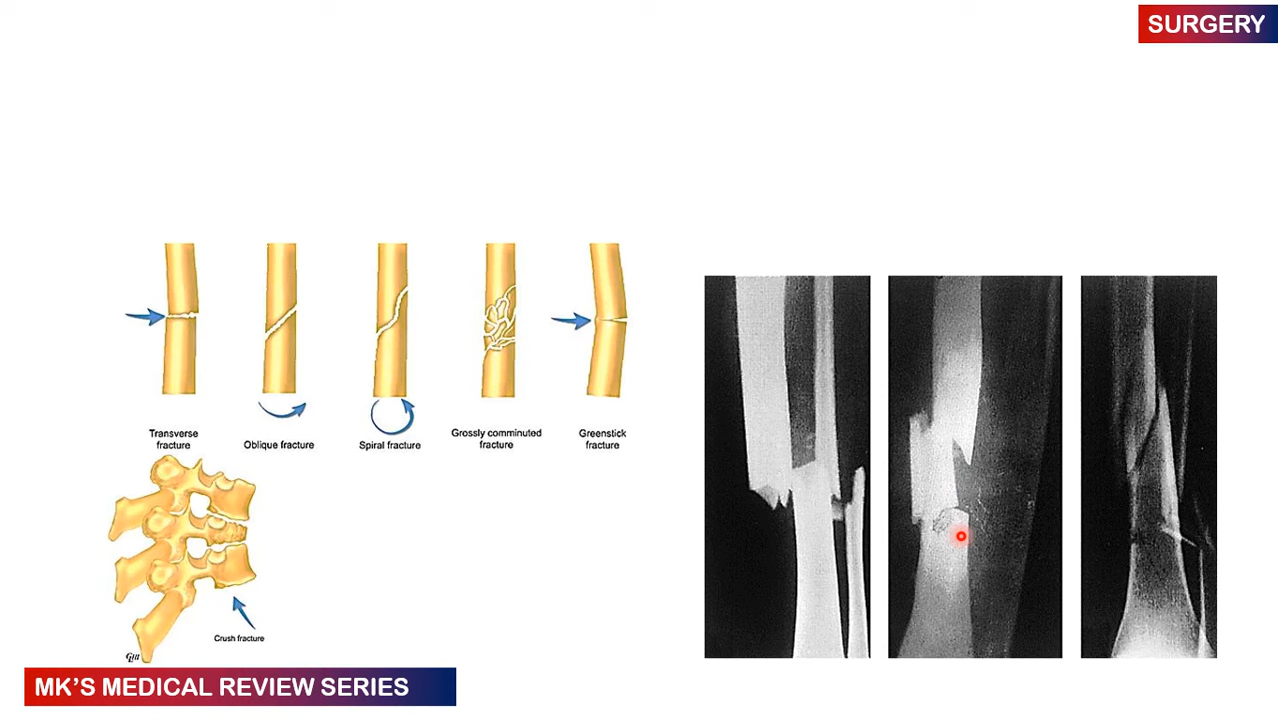 SURGERY
Transverse
fracture
Oblique fracture
Spiral fracture
Grossly comminuted
fracture
Greenstick
fracture
Crush fracture
MK'S MEDICAL REVIEW SERIES